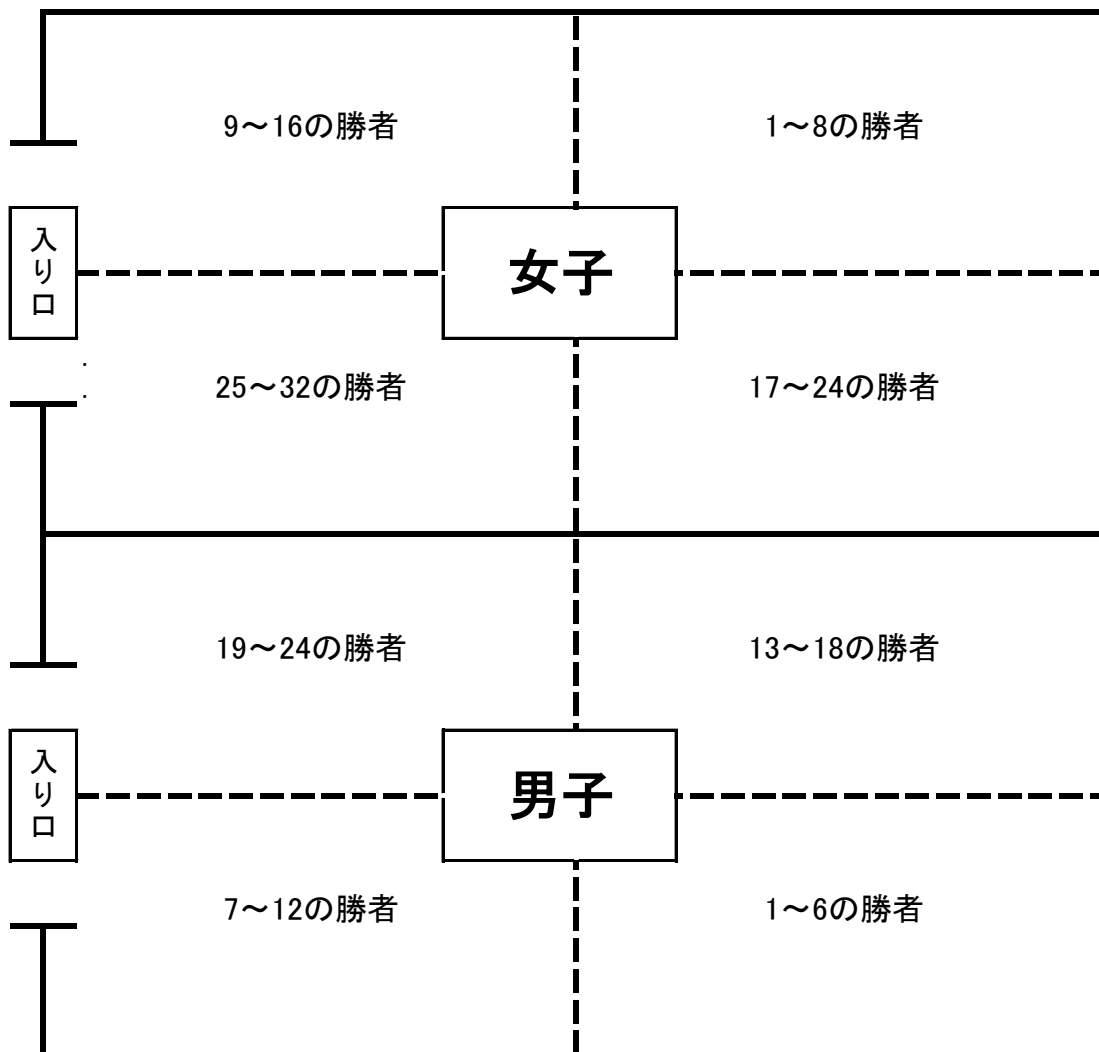 9～16の勝者
1～8の勝者
入り口
女子
25～32の勝者
17～24の勝者
19～24の勝者
13～18の勝者
入り口
男子
7～12の勝者
1～6の勝者